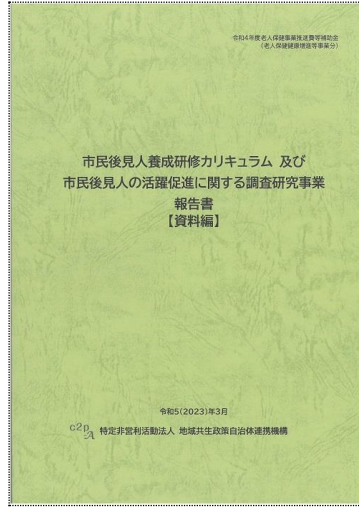 令和4年度老人保健事業推進費等補助金
(老人保健健康増進等事業分)
市民後見人養成研修カリキュラム 及び
市民後見人の活躍促進に関する調査研究事業
報告書
【資料編】
令和5(2023)年3月
c2pA 特定非営利活動法人 地域共生政策自治体連携機構